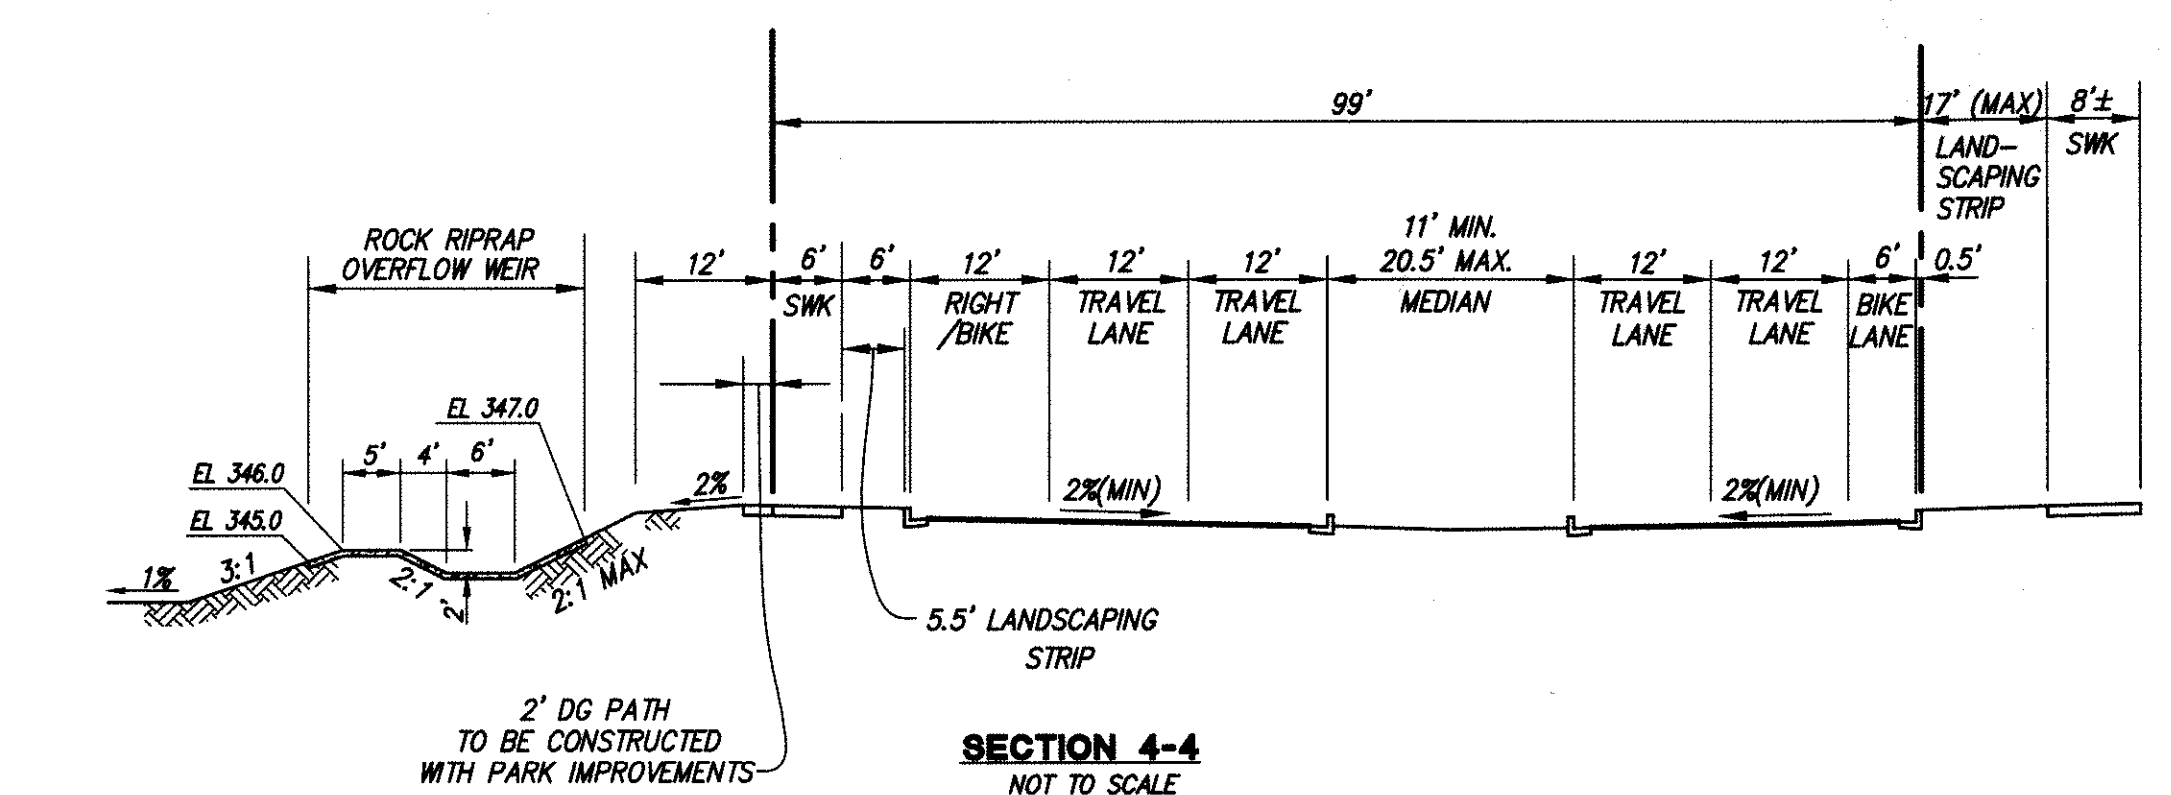 99'
17' (MAX)
8'±
LAND-
SCAPING
STRIP
SWK
ROCK RIPRAP
OVERFLOW WEIR
12'
6'
SWK
6'
12'
RIGHT
/BIKE
12'
TRAVEL
LANE
12'
TRAVEL
LANE
11' MIN.
20.5' MAX.
MEDIAN
12'
TRAVEL
LANE
12'
TRAVEL
LANE
6'
BIKE
LANE
0.5'
EL 347.0
5'
4'
6'
EL 346.0
EL 345.0
2%
2%(MIN)
2%(MIN)
1%
3:1
2:1
2'
2:1 MAX
5.5' LANDSCAPING
STRIP
2' DG PATH
TO BE CONSTRUCTED
WITH PARK IMPROVEMENTS
SECTION 4-4
NOT TO SCALE